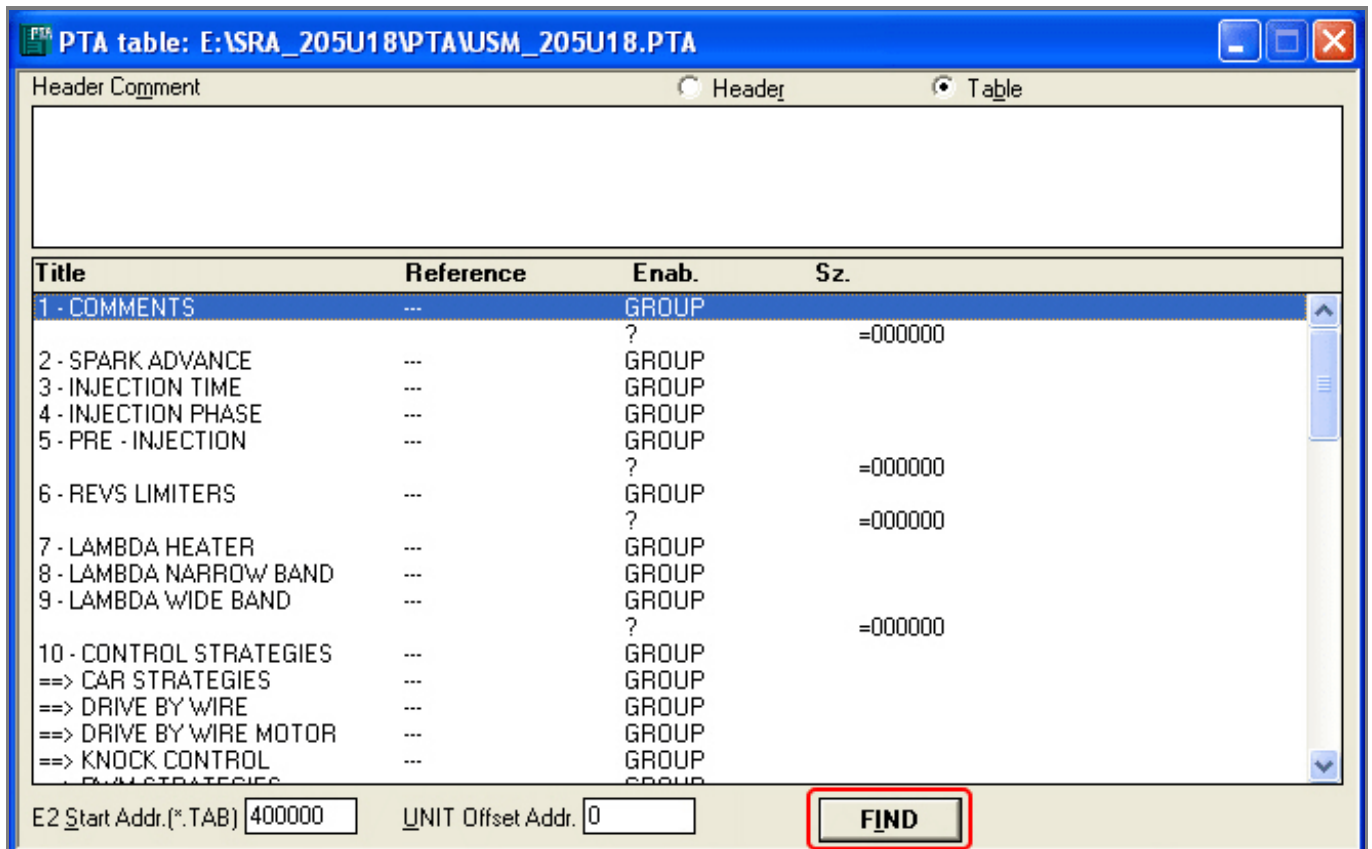 PTA table: E:\SRA_205U18\PTA\USM_205U18.PTA
Header Comment Header Table
Title Reference Enab. Sz.
1 - COMMENTS --- GROUP
? =000000
2 - SPARK ADVANCE --- GROUP
3 - INJECTION TIME --- GROUP
4 - INJECTION PHASE --- GROUP
5 - PRE - INJECTION --- GROUP
? =000000
6 - REVS LIMITERS --- GROUP
? =000000
7 - LAMBDA HEATER --- GROUP
8 - LAMBDA NARROW BAND --- GROUP
9 - LAMBDA WIDE BAND --- GROUP
? =000000
10 - CONTROL STRATEGIES --- GROUP
==> CAR STRATEGIES --- GROUP
==> DRIVE BY WIRE --- GROUP
==> DRIVE BY WIRE MOTOR --- GROUP
==> KNOCK CONTROL --- GROUP
E2 Start Addr.(*.TAB) 400000 UNIT Offset Addr. 0 FIND